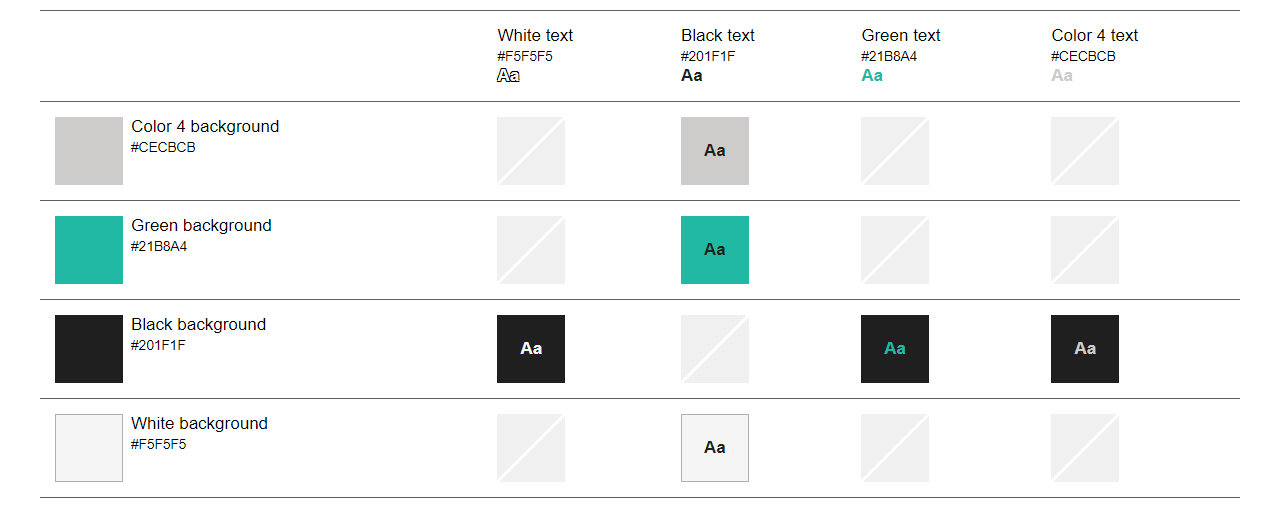 White text
#F5F5F5
Aa
Black text
#201F1F
Aa
Green text
#21B8A4
Aa
Color 4 text
#CECBCB
Aa
Color 4 background
#CECBCB
Aa
Green background
#21B8A4
Aa
Black background
#201F1F
Aa
Aa
Aa
White background
#F5F5F5
Aa